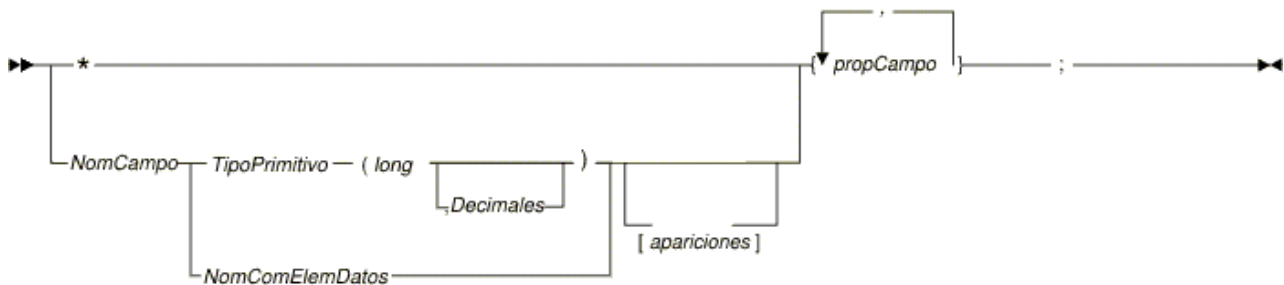 ,
* { propCampo } ;
NomCampo TipoPrimitivo ( long )
,Decimales
[ apariciones ]
NomComElemDatos